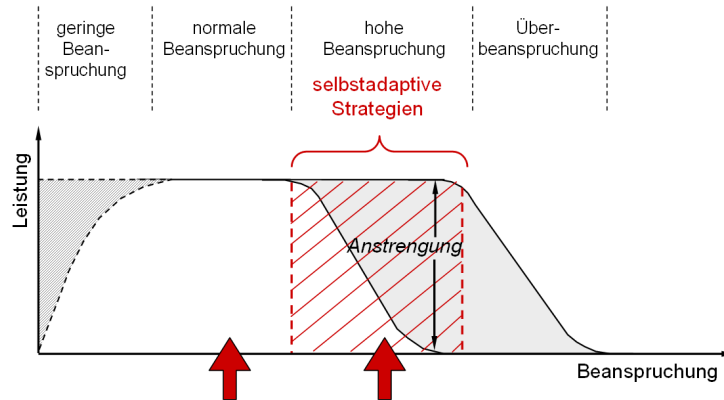 geringe
Bean-
spruchung
normale
Beanspruchung
hohe
Beanspruchung
Über-
beanspruchung
selbstadaptive
Strategien
Leistung
Anstrengung
Beanspruchung